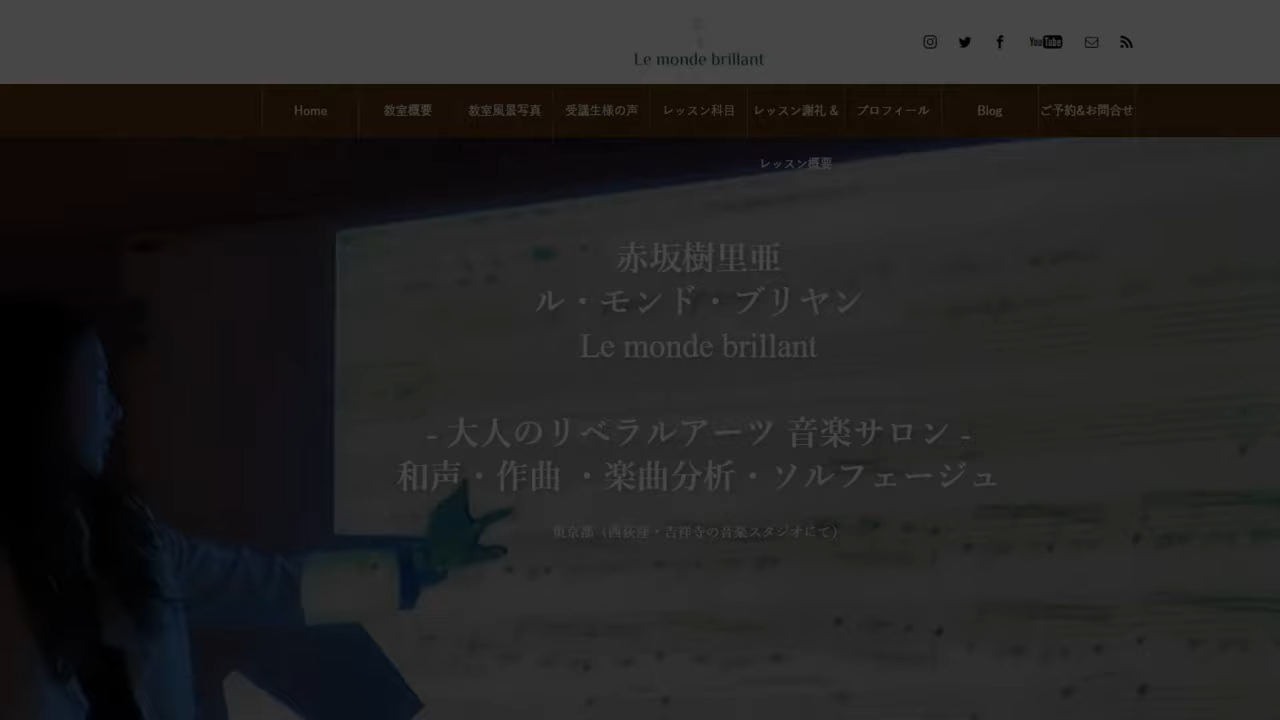 Le monde brillant
YouTube
Home
教室概要
教室風景写真
受講生様の声
レッスン科目
レッスン謝礼 &
レッスン概要
プロフィール
Blog
ご予約&お問合せ
赤坂樹里亜
ル・モンド・ブリヤン
Le monde brillant
- 大人のリベラルアーツ 音楽サロン -
和声・作曲 ・楽曲分析・ソルフェージュ
東京都（西荻窪・吉祥寺の音楽スタジオにて）